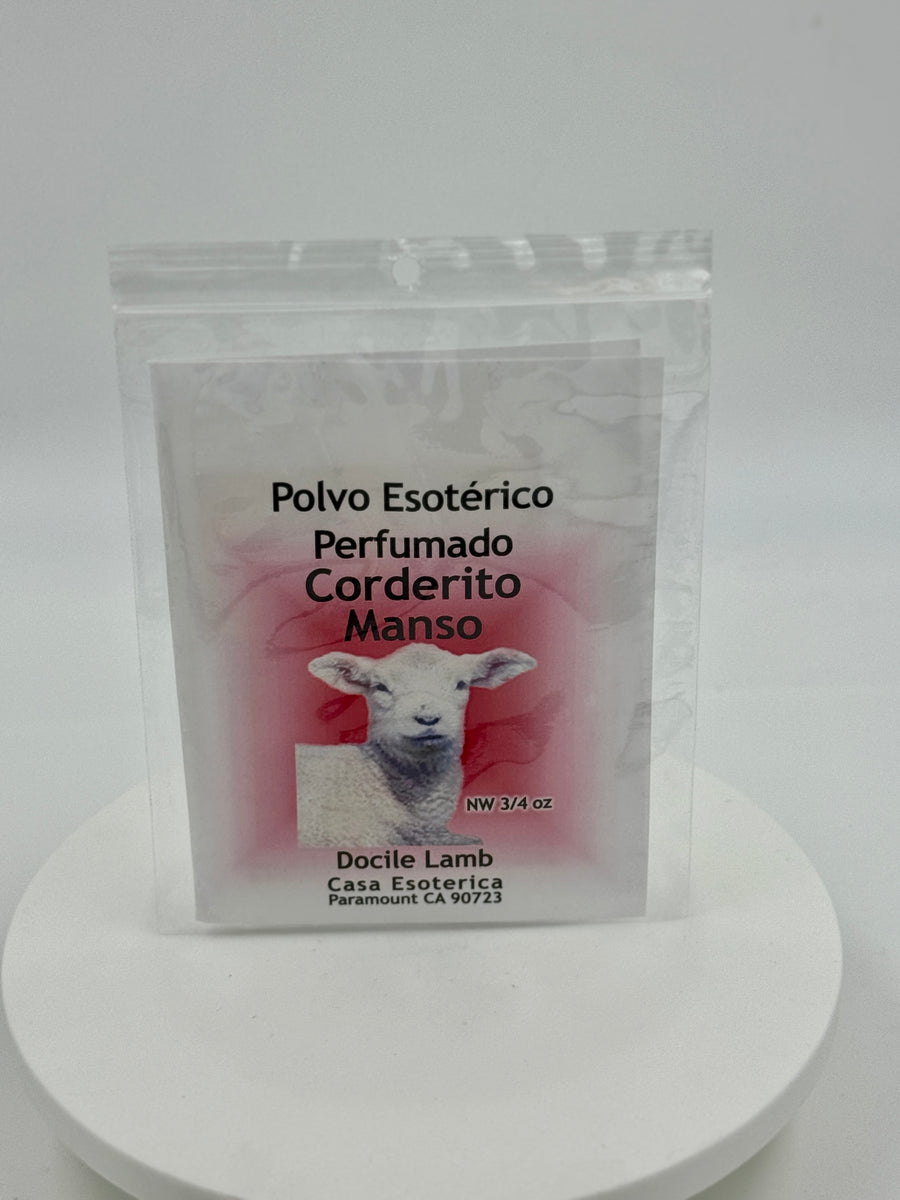 Polvo Esotérico
Perfumado
Corderito
Manso
NW 3/4 oz
Docile Lamb
Casa Esoterica
Paramount CA 90723